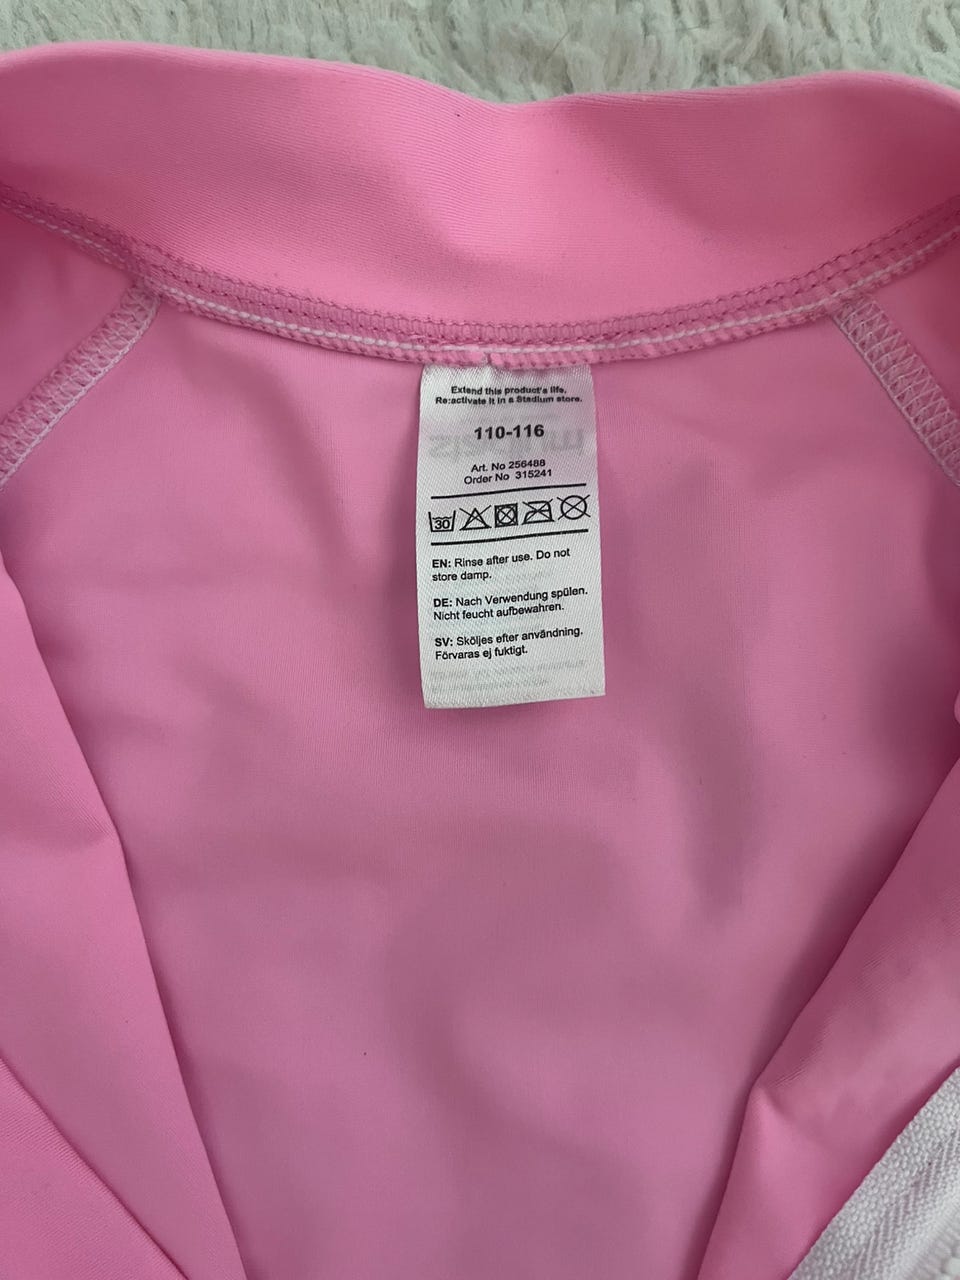 Extend this product's life.
Re:activate it in a Stadium store.
110-116
Art. No 256488
Order No 315241
30
EN: Rinse after use. Do not
store damp.
DE: Nach Verwendung spülen.
Nicht feucht aufbewahren.
SV: Sköljes efter användning.
Förvaras ej fuktigt.